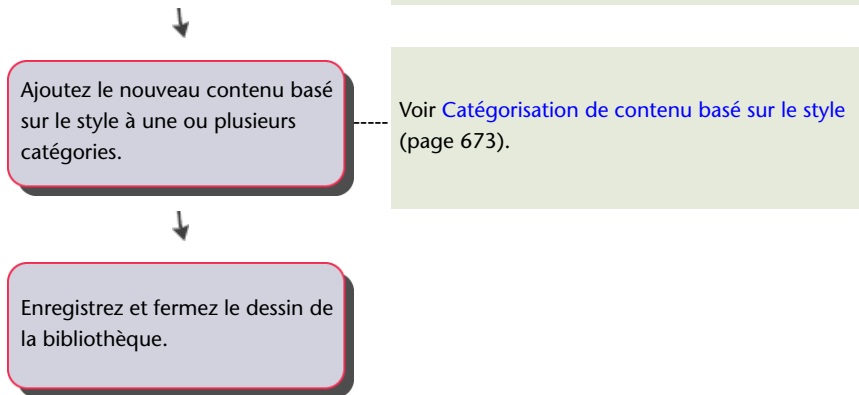 Ajoutez le nouveau contenu basé
sur le style à une ou plusieurs
catégories.
Voir Catégorisation de contenu basé sur le style
(page 673).
Enregistrez et fermez le dessin de
la bibliothèque.